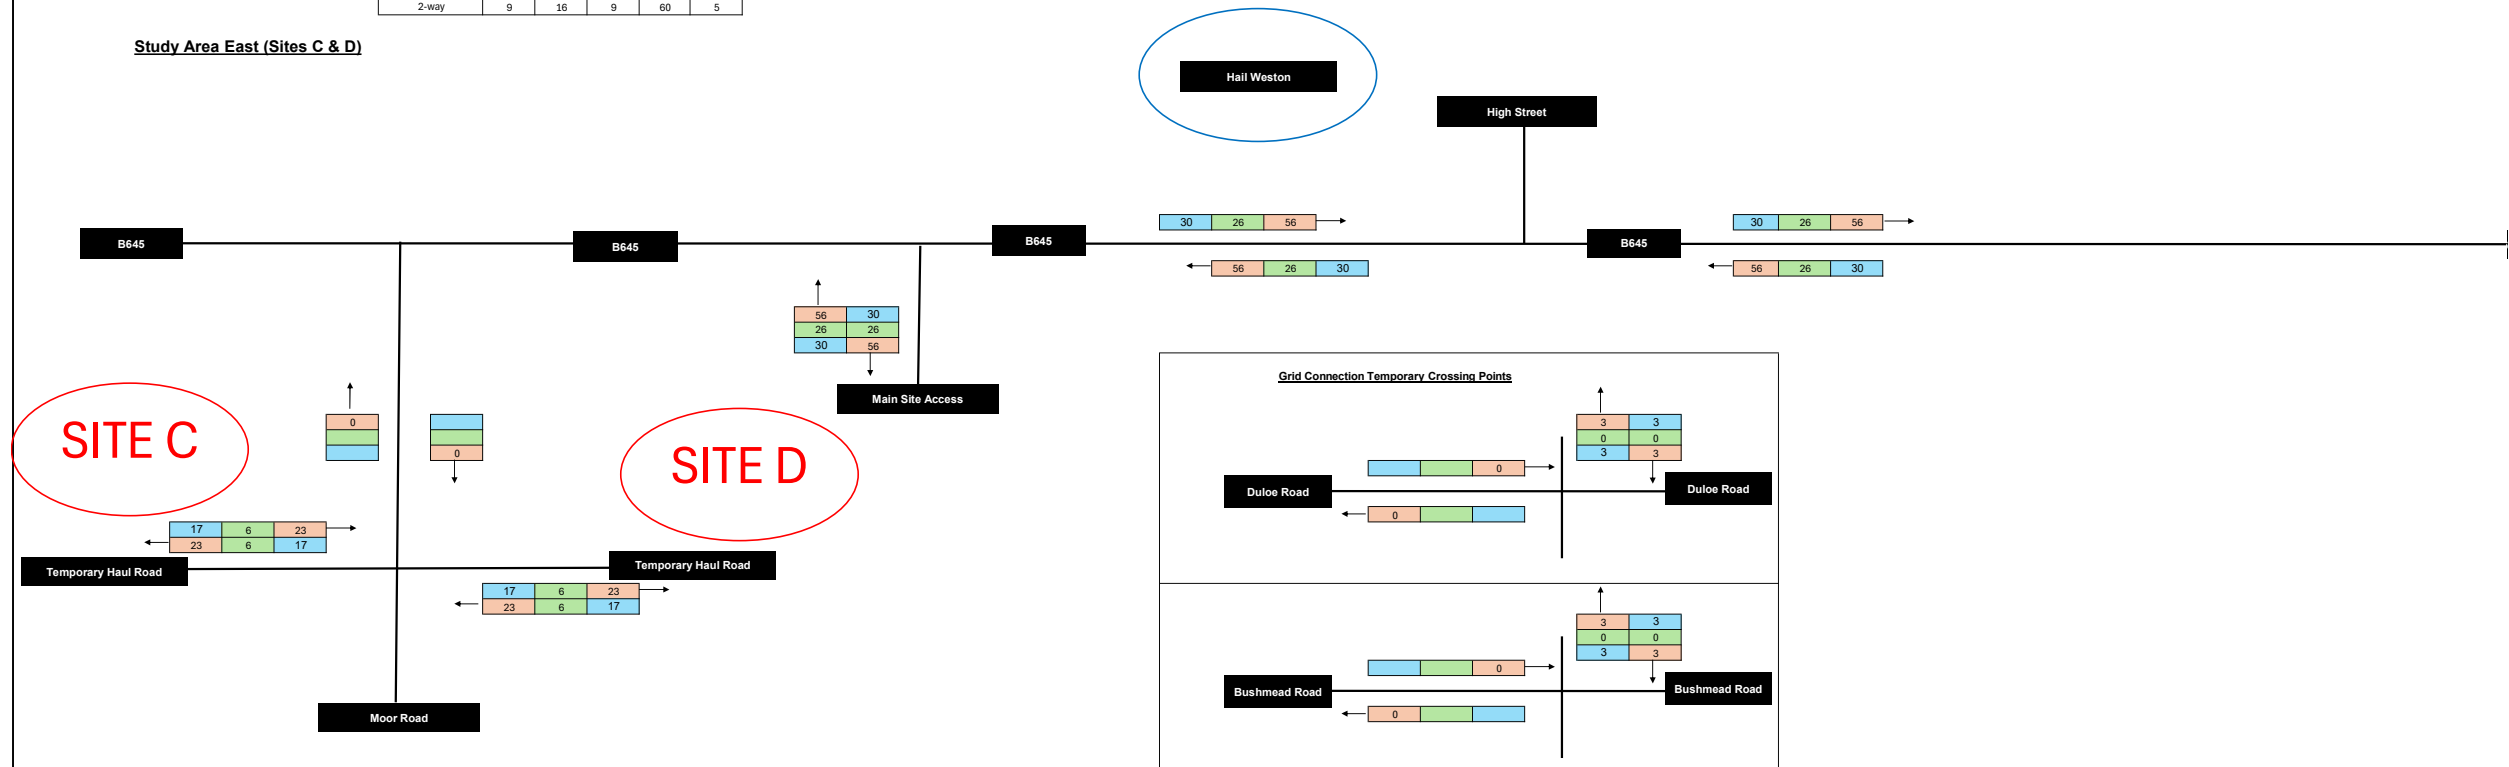 2-way 9 16 9 60 5
Study Area East (Sites C & D)
Hail Weston
High Street
30 26 56
30 26 56
B645
B645
B645
B645
56 26 30
56 26 30
56 30
26 26
30 56
Main Site Access
Grid Connection Temporary Crossing Points
SITE C
0
0
SITE D
3 3
0 0
3 3
0
Duloe Road
Duloe Road
0
17 6 23
23 6 17
Temporary Haul Road
Temporary Haul Road
17 6 23
23 6 17
3 3
0 0
3 3
0
Bushmead Road
Bushmead Road
0
Moor Road